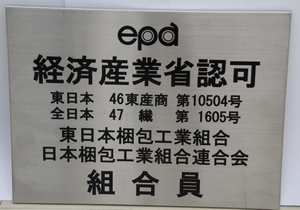 epa
経済産業省認可
東日本 46東産商 第10504号
全日本 47 繊 第 1605号
東日本梱包工業組合
日本梱包工業組合連合会
組合員